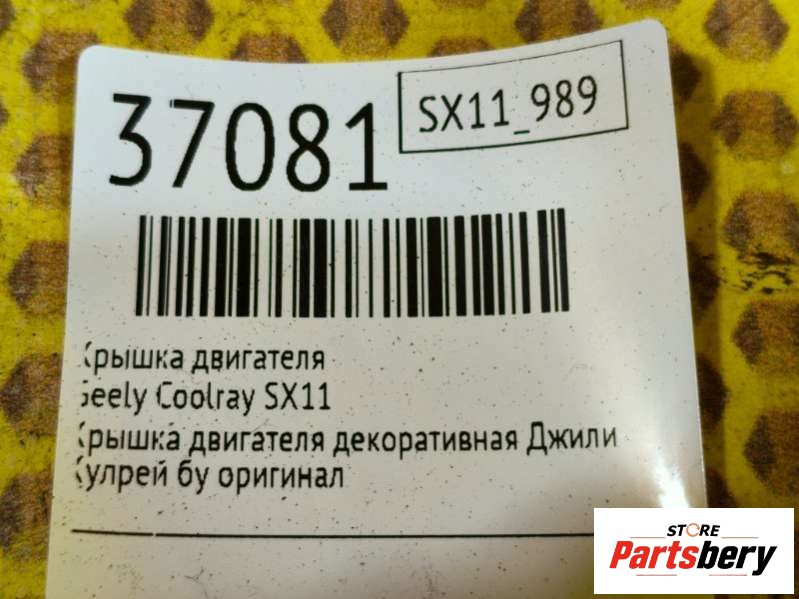 37081
SX11_989
Крышка двигателя
Geely Coolray SX11
Крышка двигателя декоративная Джили
Кулрей бу оригинал
STORE
Partsbery